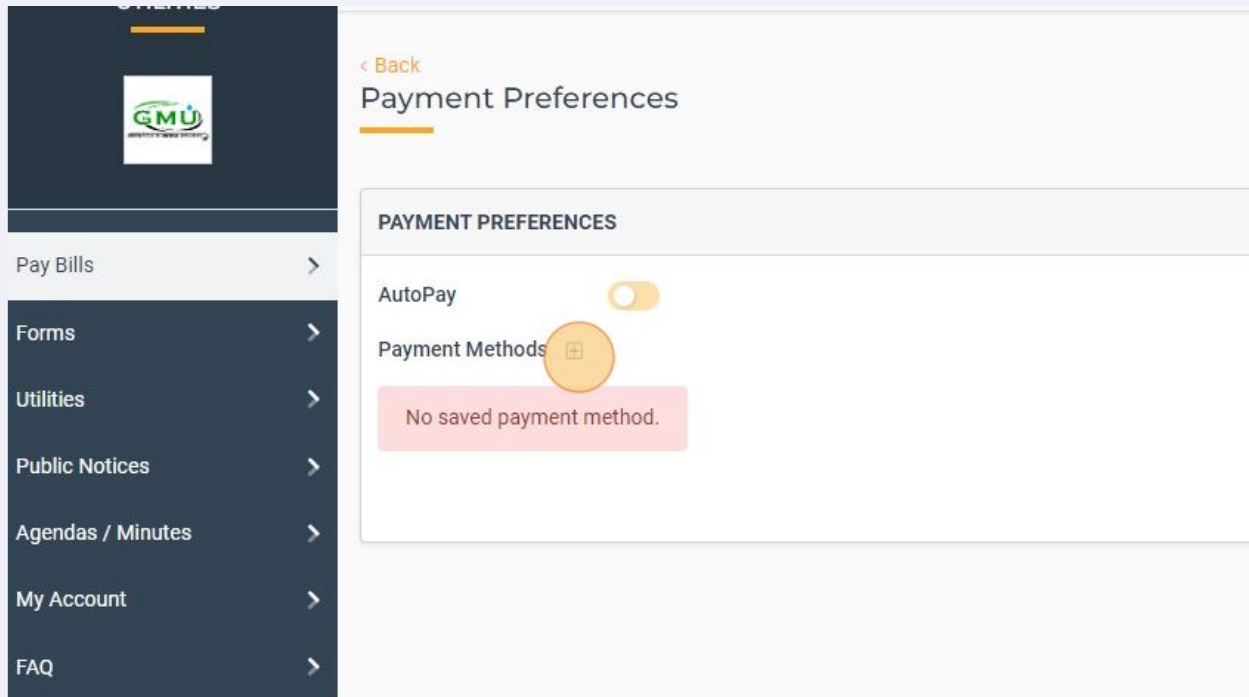 UTILITIES
GMU
Pay Bills
Forms
Utilities
Public Notices
Agendas / Minutes
My Account
FAQ
< Back
Payment Preferences
PAYMENT PREFERENCES
AutoPay
Payment Methods
No saved payment method.